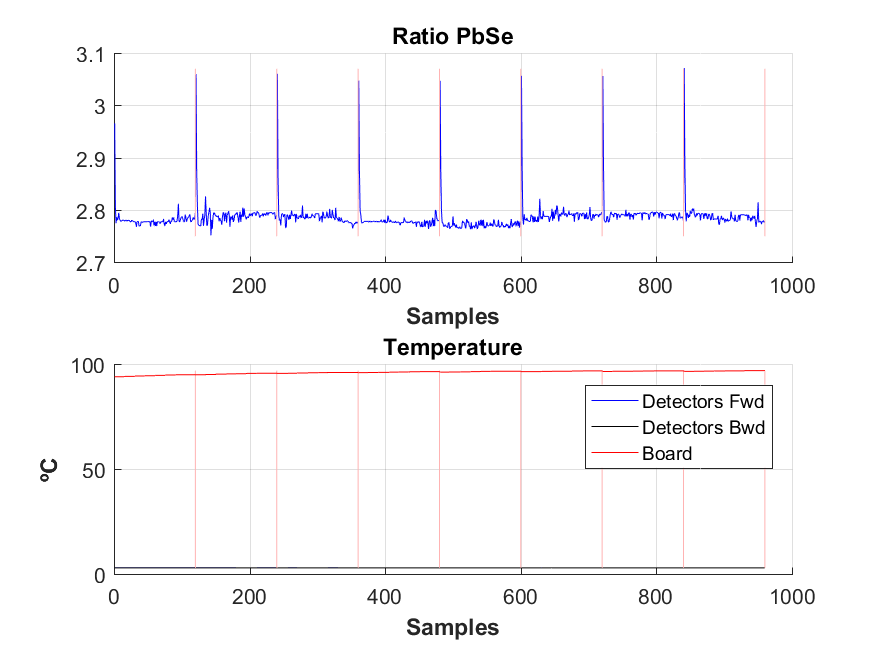 Ratio PbSe
3.1
3
2.9
2.8
2.7
0 200 400 600 800 1000
Samples
Temperature
100
50
0
ºC
Detectors Fwd
Detectors Bwd
Board
0 200 400 600 800 1000
Samples